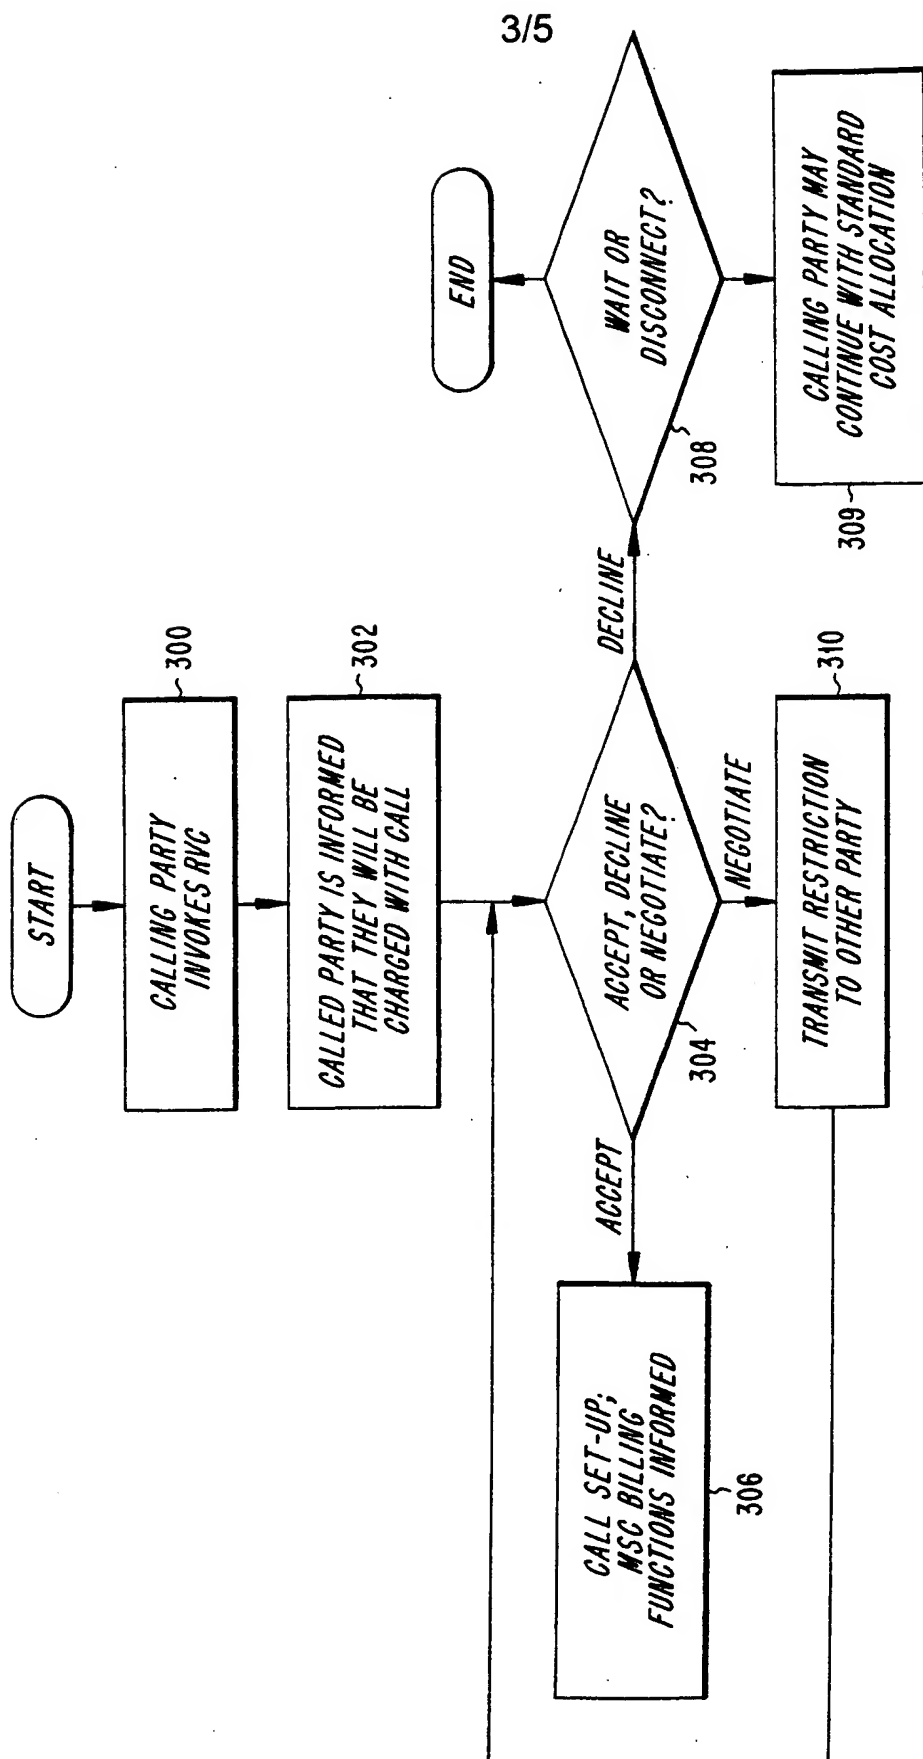 3/5
START
CALLING PARTY
INVOKES RVC
300
CALLED PARTY IS INFORMED
THAT THEY WILL BE
CHARGED WITH CALL
302
ACCEPT, DECLINE
OR NEGOTIATE?
304
ACCEPT
CALL SET-UP;
MSC BILLING
FUNCTIONS INFORMED
306
NEGOTIATE
TRANSMIT RESTRICTION
TO OTHER PARTY
310
DECLINE
WAIT OR
DISCONNECT?
308
END
CALLING PARTY MAY
CONTINUE WITH STANDARD
COST ALLOCATION
309